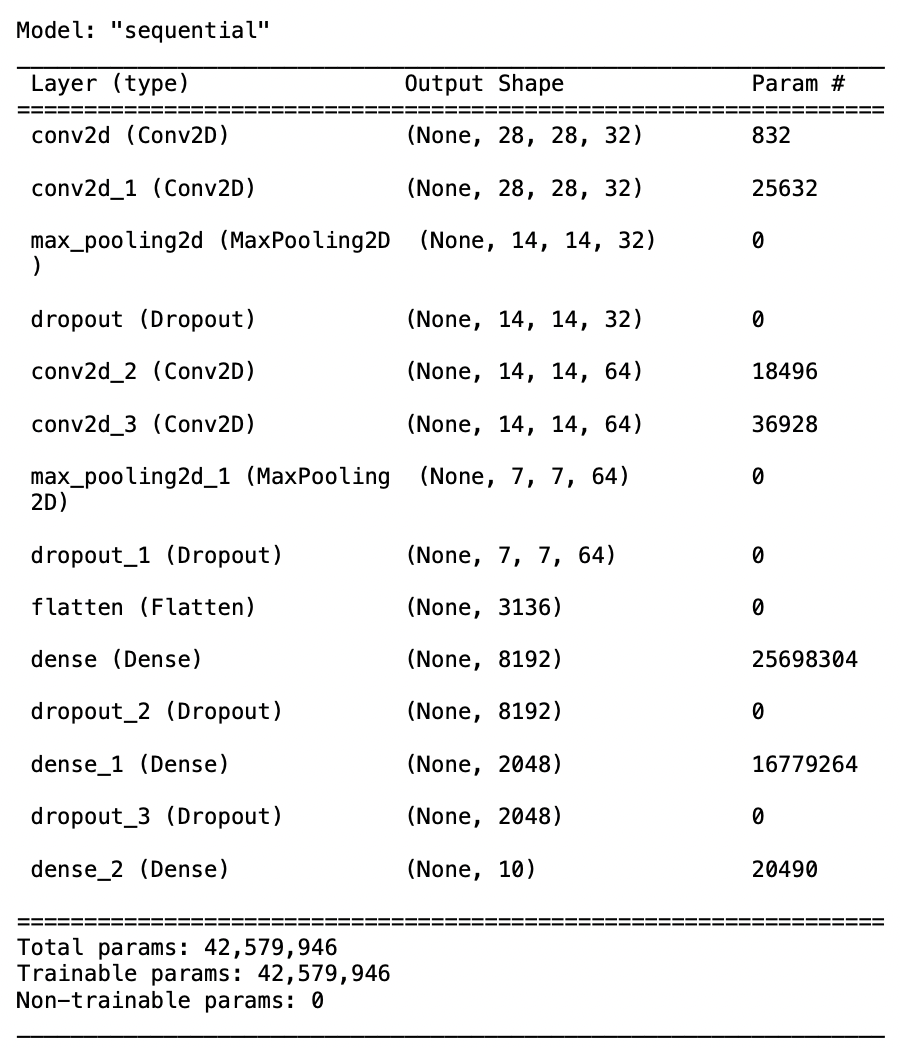 Model: "sequential"
Layer (type) Output Shape Param #
conv2d (Conv2D) (None, 28, 28, 32) 832
conv2d_1 (Conv2D) (None, 28, 28, 32) 25632
max_pooling2d (MaxPooling2D (None, 14, 14, 32) 0
)
dropout (Dropout) (None, 14, 14, 32) 0
conv2d_2 (Conv2D) (None, 14, 14, 64) 18496
conv2d_3 (Conv2D) (None, 14, 14, 64) 36928
max_pooling2d_1 (MaxPooling (None, 7, 7, 64) 0
2D)
dropout_1 (Dropout) (None, 7, 7, 64) 0
flatten (Flatten) (None, 3136) 0
dense (Dense) (None, 8192) 25698304
dropout_2 (Dropout) (None, 8192) 0
dense_1 (Dense) (None, 2048) 16779264
dropout_3 (Dropout) (None, 2048) 0
dense_2 (Dense) (None, 10) 20490
Total params: 42,579,946
Trainable params: 42,579,946
Non-trainable params: 0